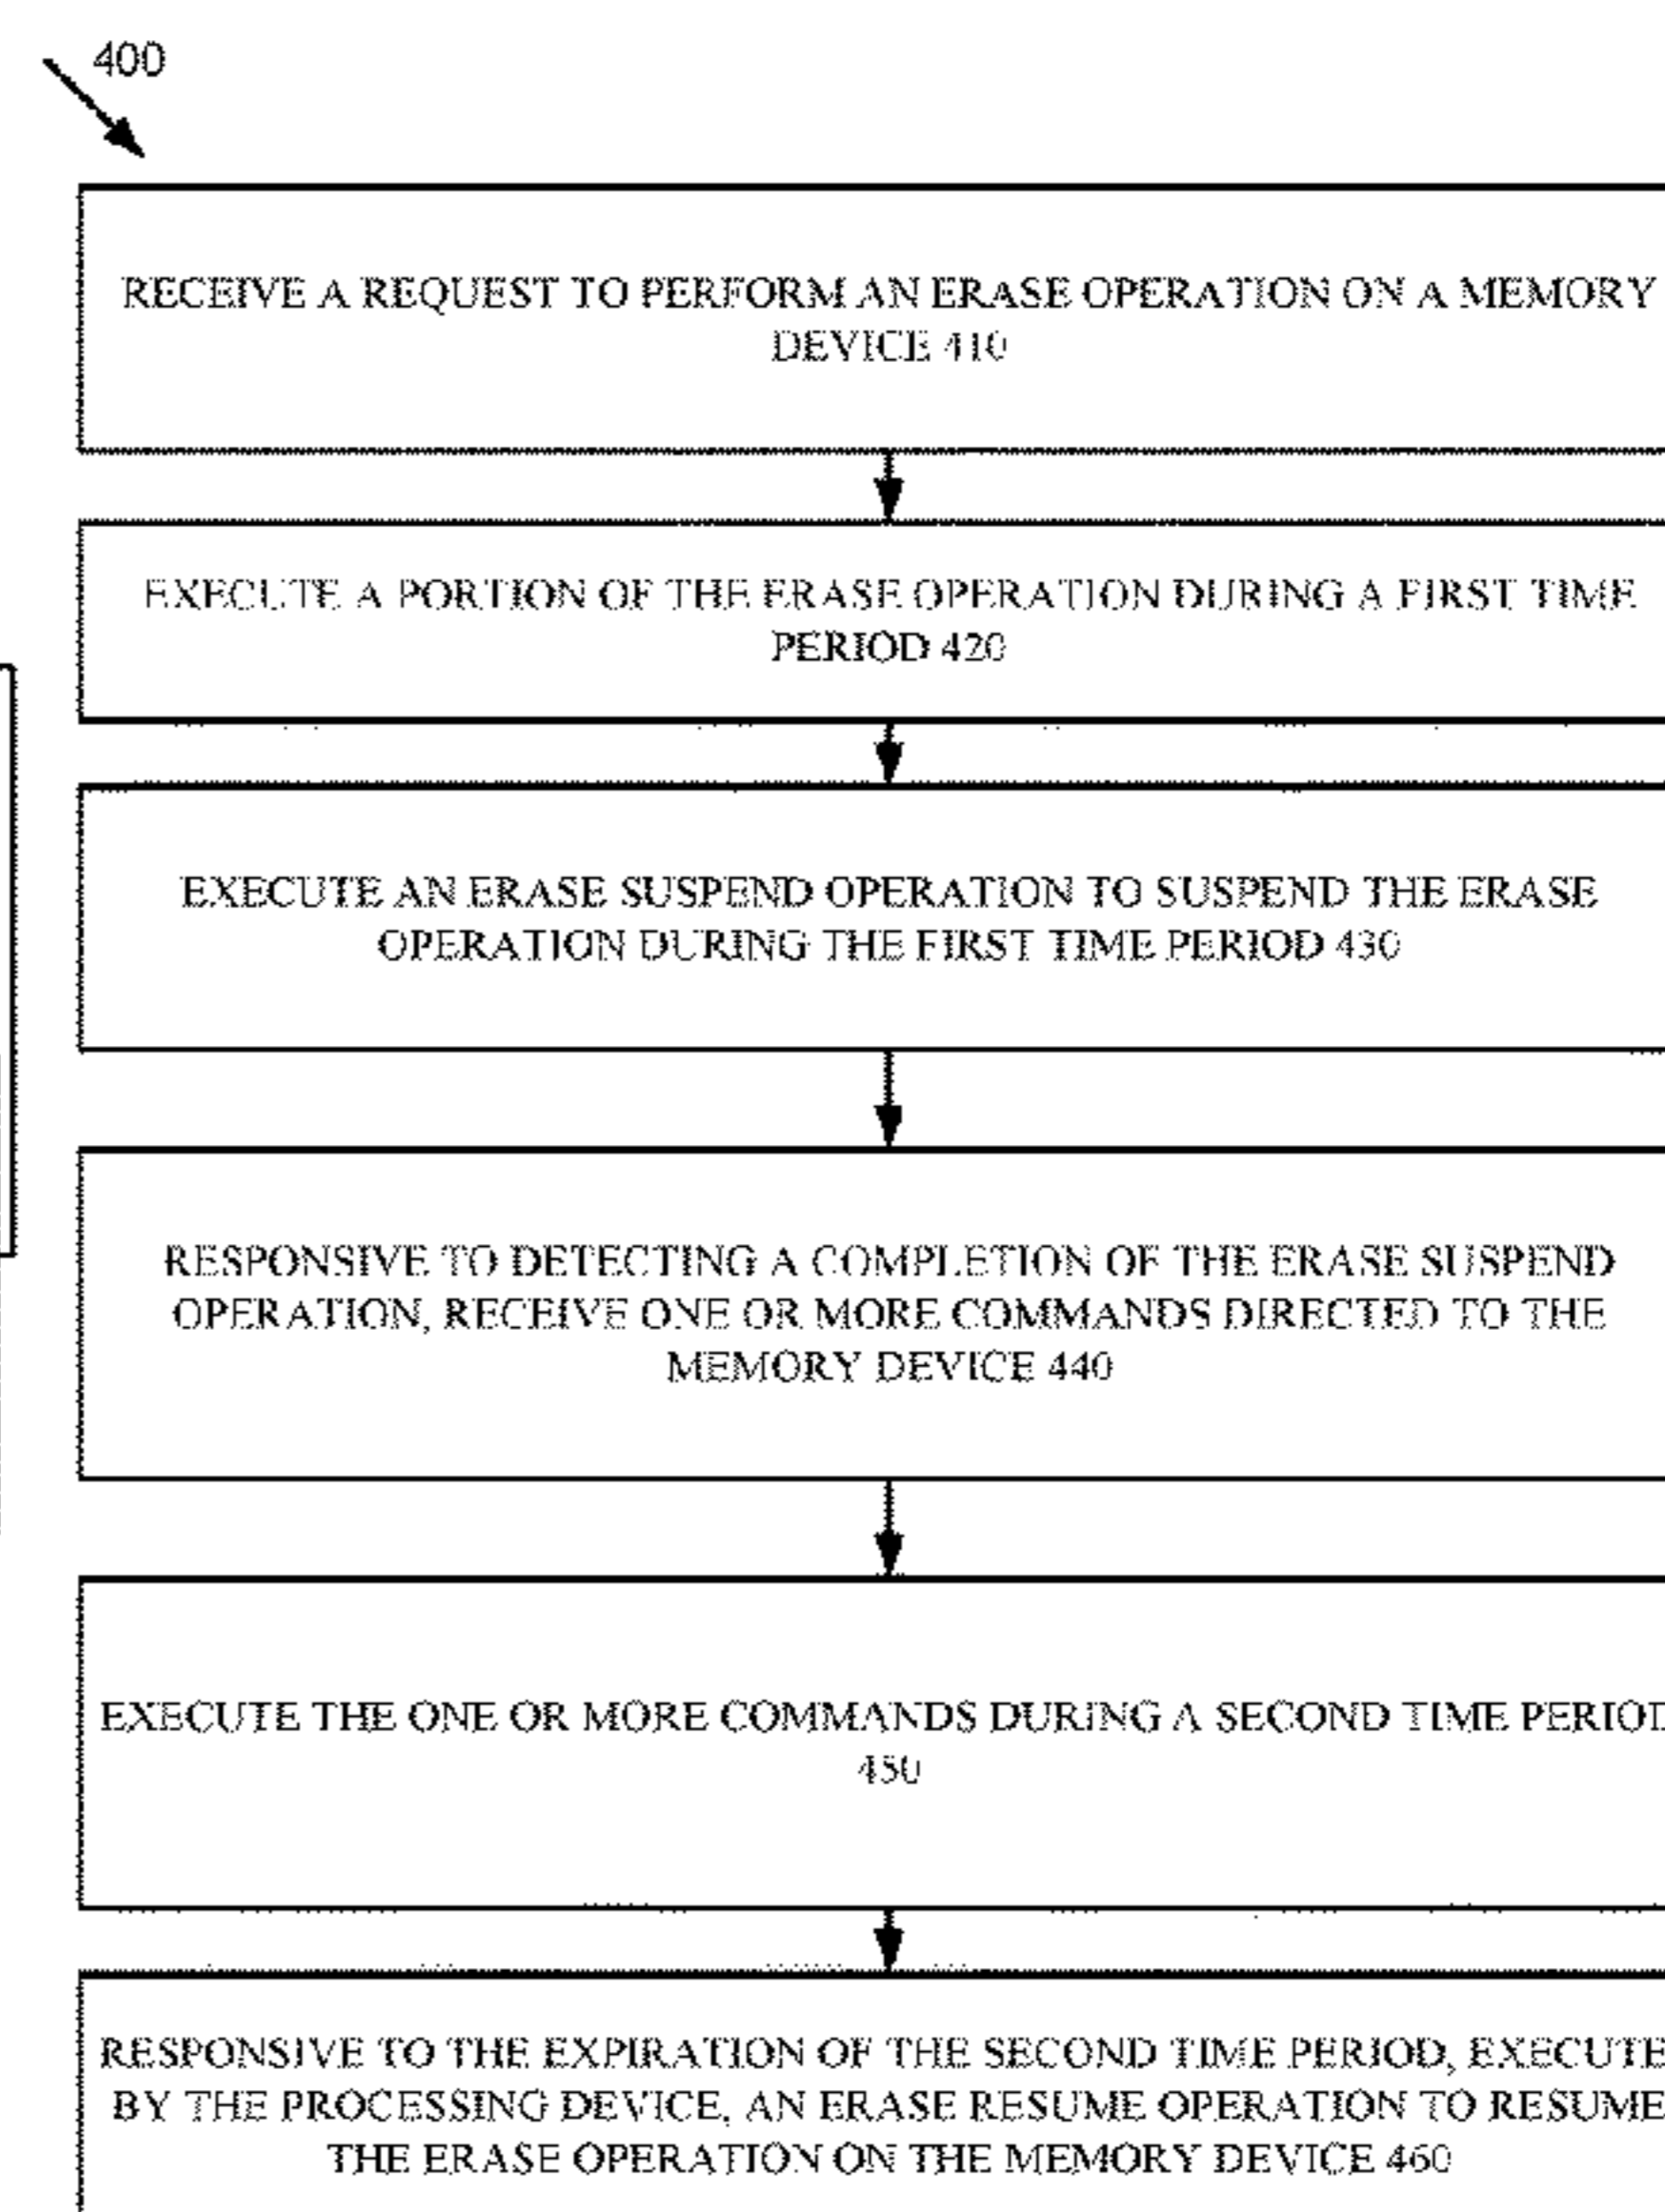 400
RECEIVE A REQUEST TO PERFORM AN ERASE OPERATION ON A MEMORY
DEVICE 410
EXECUTE A PORTION OF THE ERASE OPERATION DURING A FIRST TIME
PERIOD 420
EXECUTE AN ERASE SUSPEND OPERATION TO SUSPEND THE ERASE
OPERATION DURING THE FIRST TIME PERIOD 430
RESPONSIVE TO DETECTING A COMPLETION OF THE ERASE SUSPEND
OPERATION, RECEIVE ONE OR MORE COMMANDS DIRECTED TO THE
MEMORY DEVICE 440
EXECUTE THE ONE OR MORE COMMANDS DURING A SECOND TIME PERIOD
450
RESPONSIVE TO THE EXPIRATION OF THE SECOND TIME PERIOD, EXECUTE
BY THE PROCESSING DEVICE, AN ERASE RESUME OPERATION TO RESUME
THE ERASE OPERATION ON THE MEMORY DEVICE 460